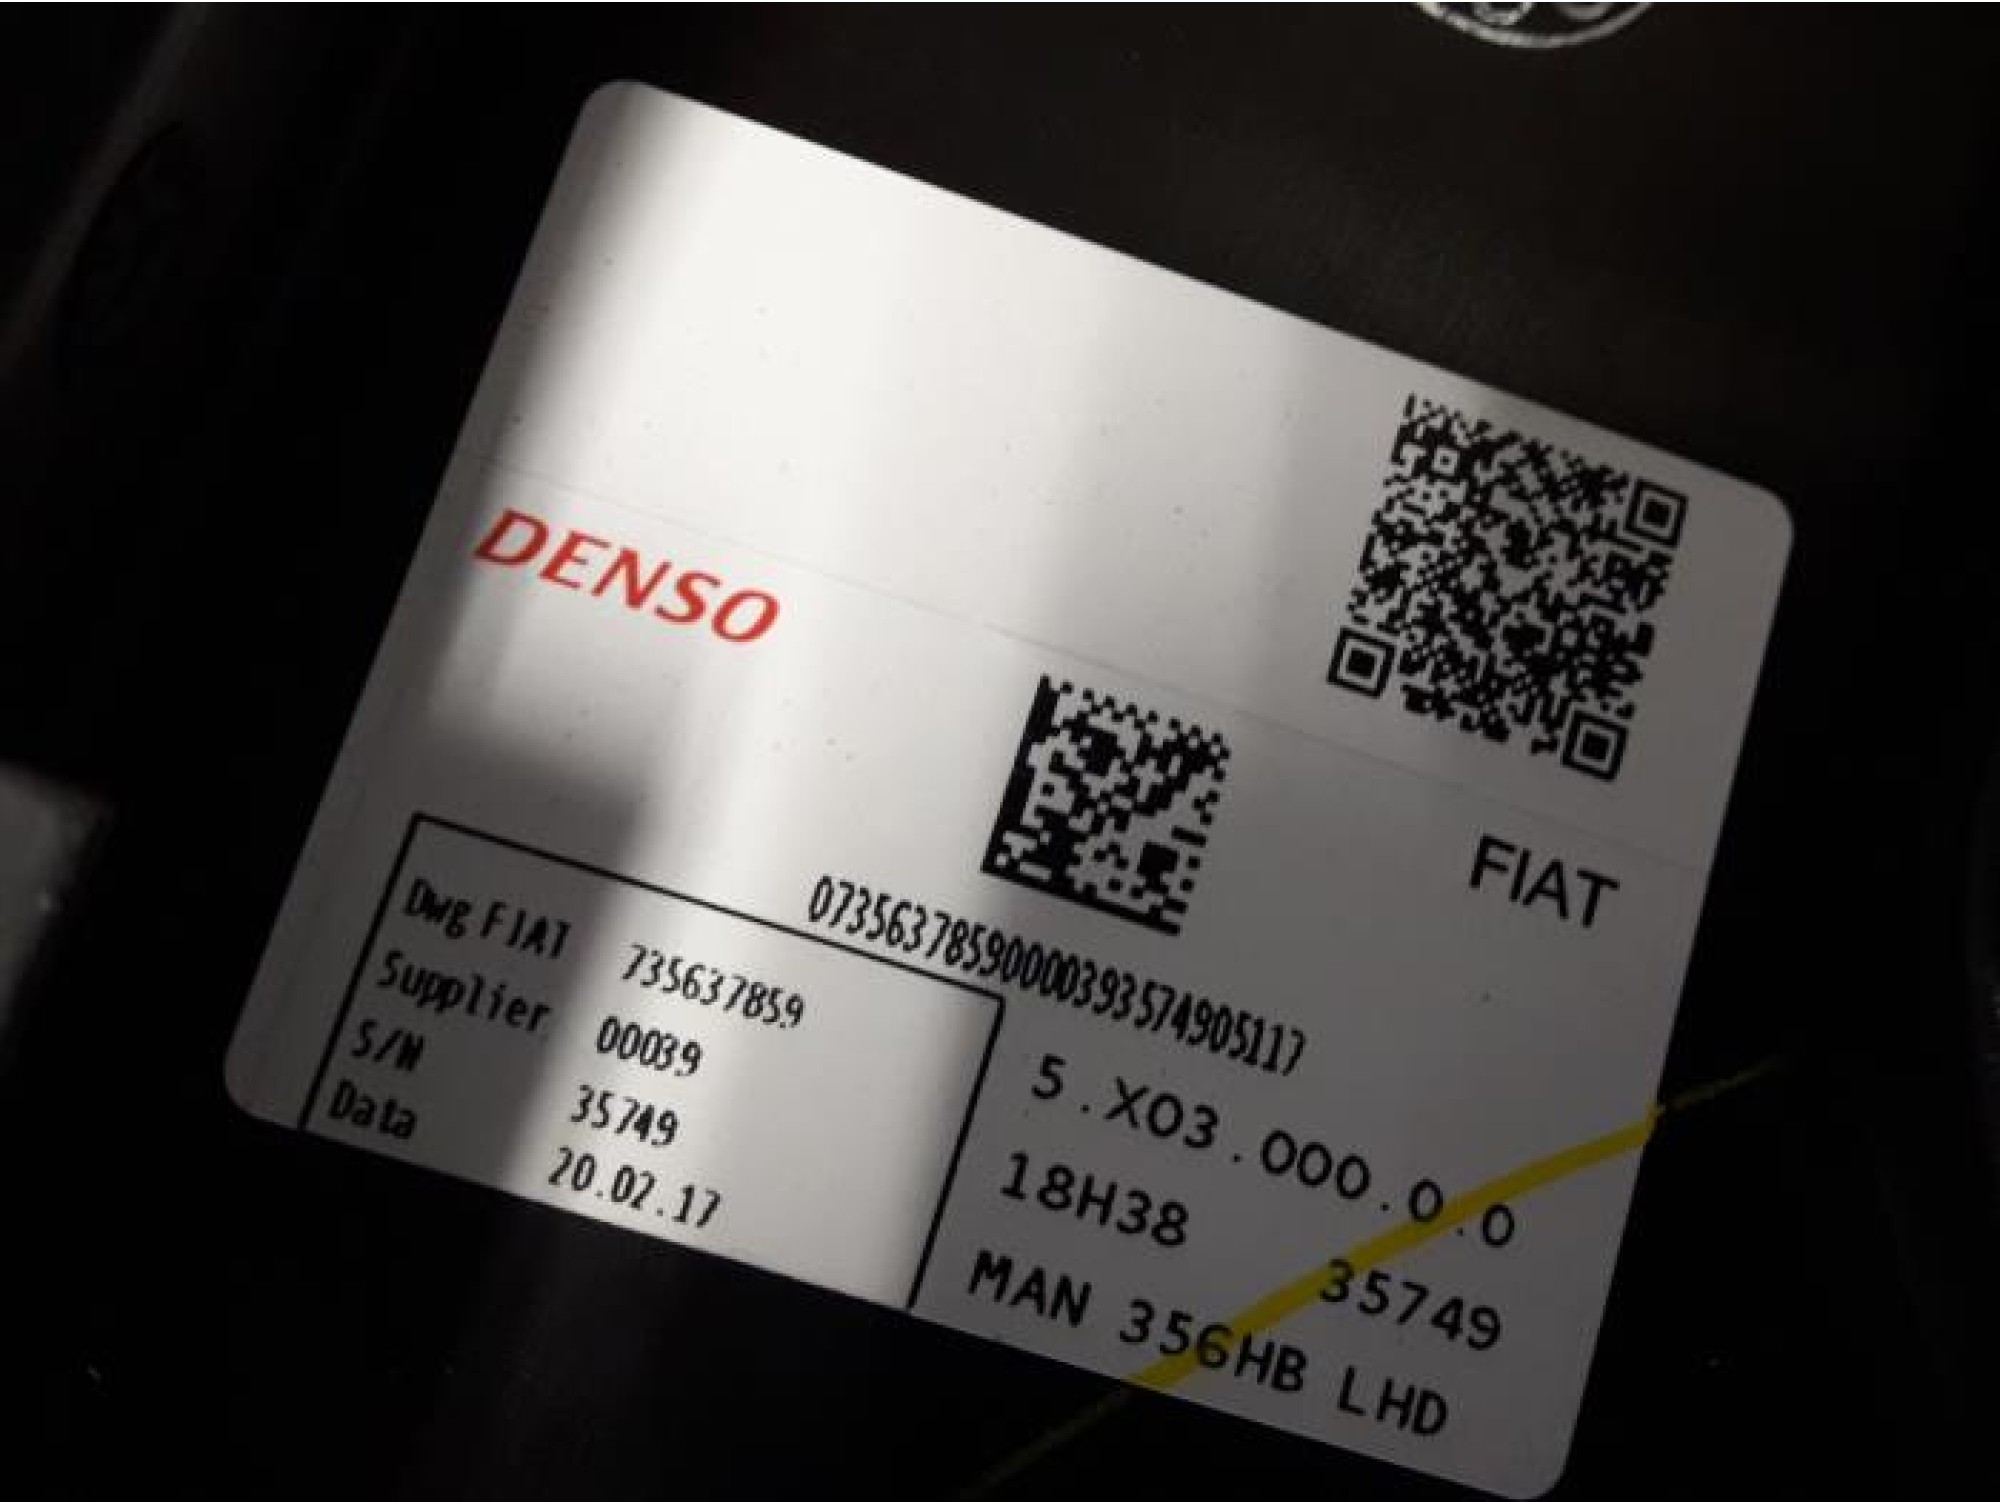 DENSO
FIAT
07356378590000393574905117
Dwg FIAT 735637859
Supplier 00039
S/N 35749
Data 20.02.17
5.X03.000.0.0
18H38 35749
MAN 356HB LHD